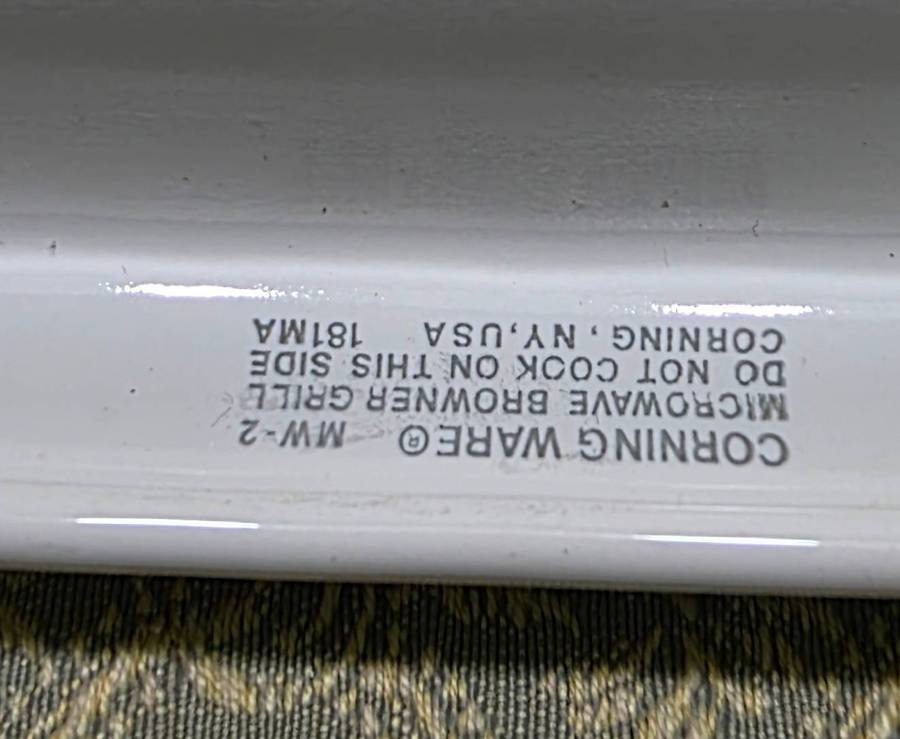 CORNING WARE® MW-2
MICROWAVE BROWNER GRILL
DO NOT COOK ON THIS SIDE
CORNING, NY, USA 181MA